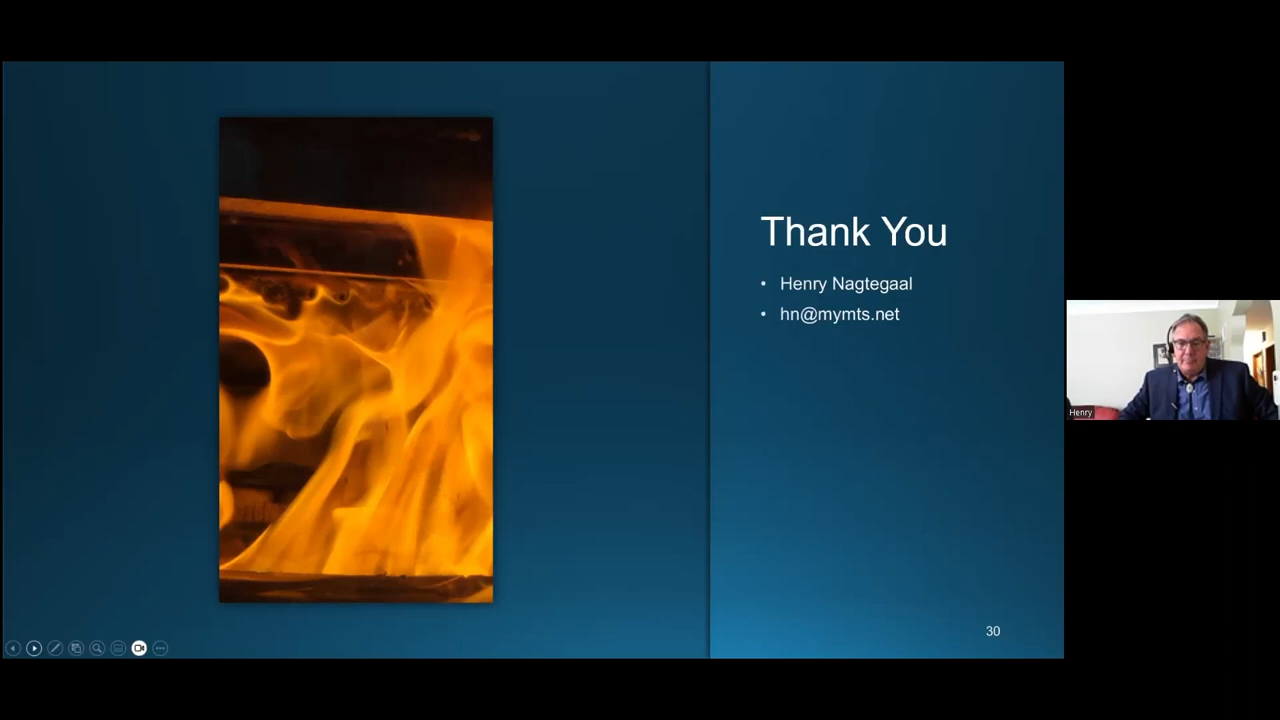 Thank You
• Henry Nagtegaal
• hn@mymts.net
30
Henry